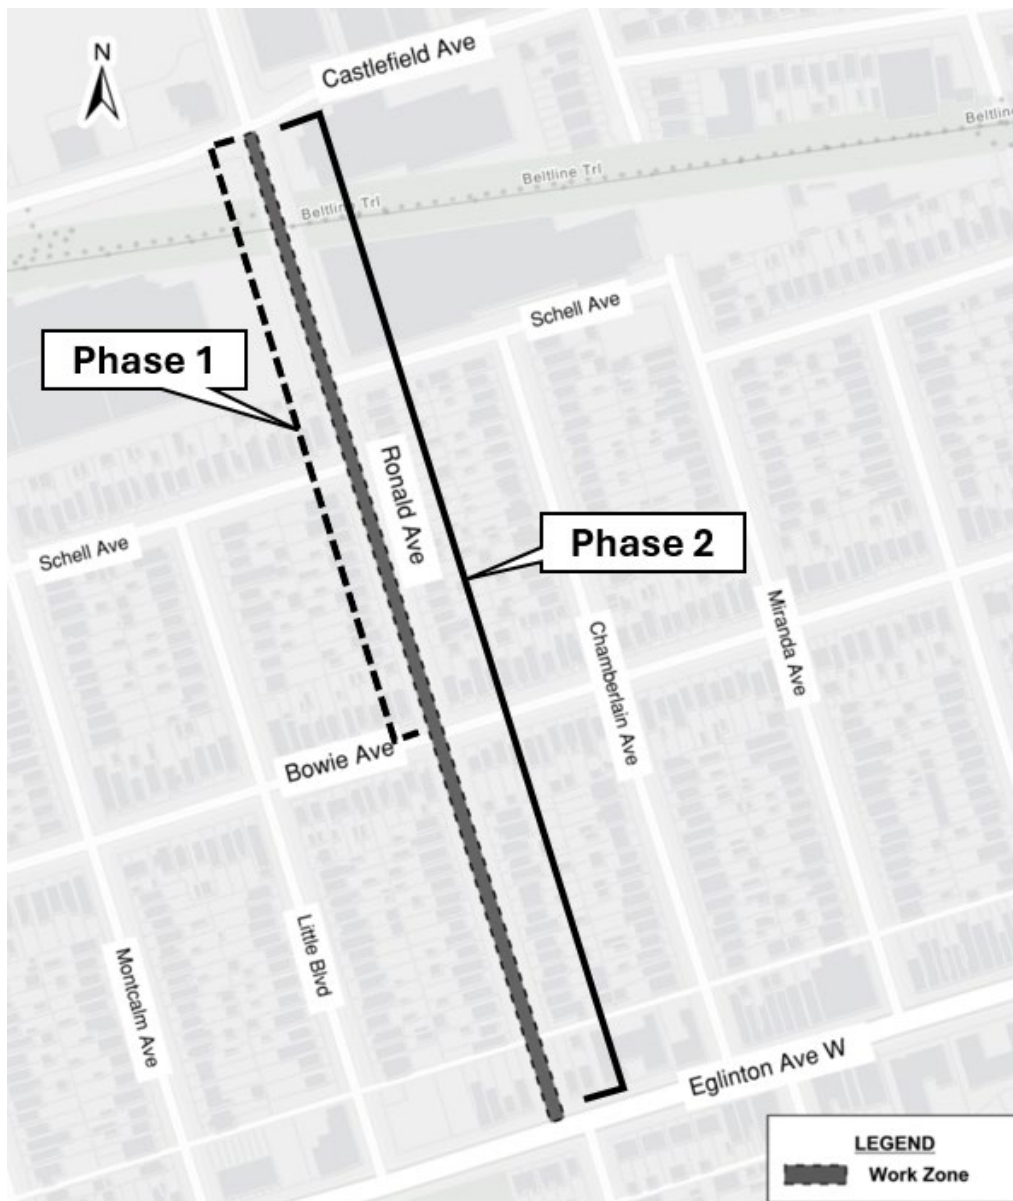 N
Castlefield Ave
Beltline
Beltline Trl
Beltline Trl
Schell Ave
Phase 1
Ronald Ave
Phase 2
Schell Ave
Miranda Ave
Chamberlain Ave
Bowie Ave
Little Blvd
Montcalm Ave
Eglinton Ave W
LEGEND
Work Zone